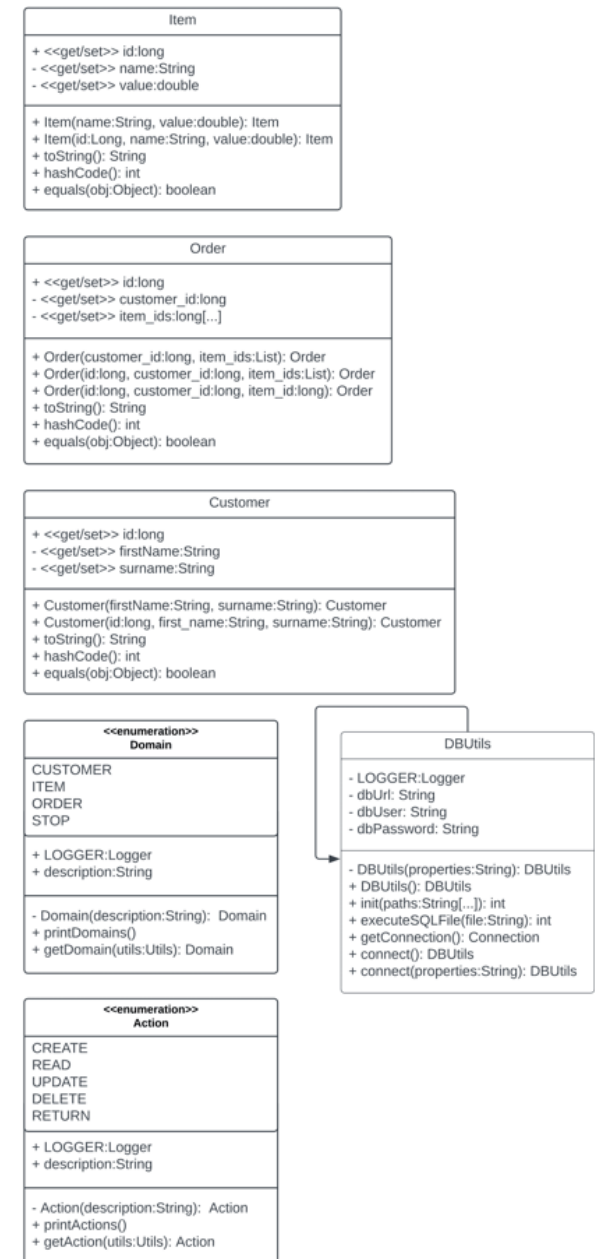 Item
+ <<get/set>> id:long
- <<get/set>> name:String
- <<get/set>> value:double
+ Item(name:String, value:double): Item
+ Item(id:Long, name:String, value:double): Item
+ toString(): String
+ hashCode(): int
+ equals(obj:Object): boolean
Order
+ <<get/set>> id:long
- <<get/set>> customer_id:long
- <<get/set>> item_ids:long[...]
+ Order(customer_id:long, item_ids:List): Order
+ Order(id:long, customer_id:long, item_ids:List): Order
+ Order(id:long, customer_id:long, item_id:long): Order
+ toString(): String
+ hashCode(): int
+ equals(obj:Object): boolean
Customer
+ <<get/set>> id:long
- <<get/set>> firstName:String
- <<get/set>> surname:String
+ Customer(firstName:String, surname:String): Customer
+ Customer(id:long, first_name:String, surname:String): Customer
+ toString(): String
+ hashCode(): int
+ equals(obj:Object): boolean
<<enumeration>>
Domain
CUSTOMER
ITEM
ORDER
STOP
+ LOGGER:Logger
+ description:String
- Domain(description:String): Domain
+ printDomains()
+ getDomain(utils:Utils): Domain
DBUtils
- LOGGER:Logger
- dbUrl: String
- dbUser: String
- dbPassword: String
- DBUtils(properties:String): DBUtils
+ DBUtils(): DBUtils
+ init(paths:String[...]): int
+ executeSQLFile(file:String): int
+ getConnection(): Connection
+ connect(): DBUtils
+ connect(properties:String): DBUtils
<<enumeration>>
Action
CREATE
READ
UPDATE
DELETE
RETURN
+ LOGGER:Logger
+ description:String
- Action(description:String): Action
+ printActions()
+ getAction(utils:Utils): Action